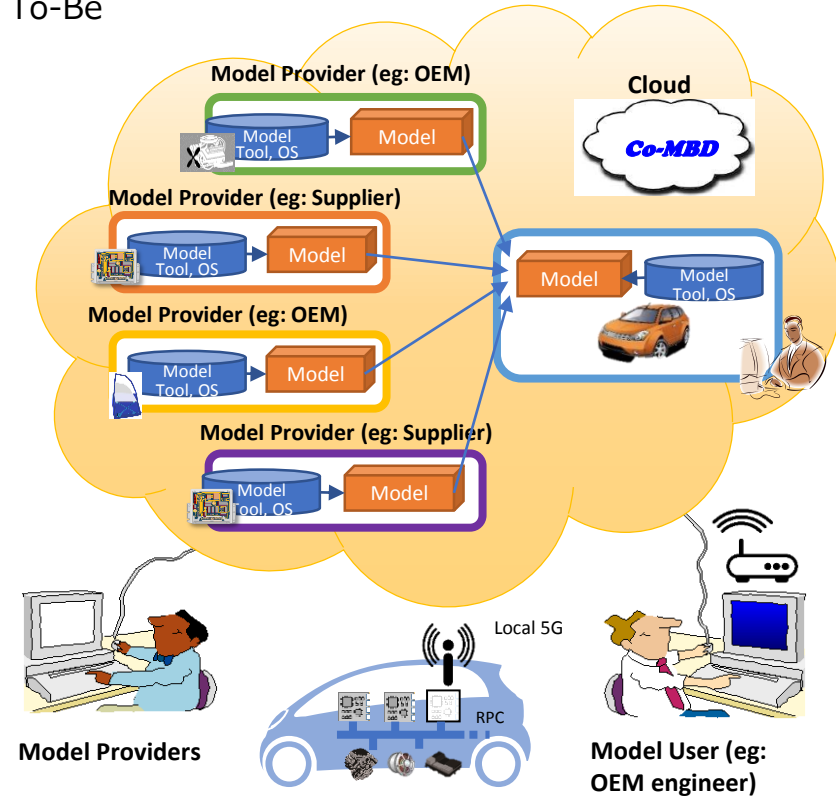 To-Be
Model Provider (eg: OEM)
Cloud
Model
Tool, OS
Model
Co-MBD
Model Provider (eg: Supplier)
Model
Tool, OS
Model
Model
Model
Tool, OS
Model Provider (eg: OEM)
Model
Tool, OS
Model
Model Provider (eg: Supplier)
Model
Tool, OS
Model
Local 5G
RPC
Model Providers
Model User (eg:
OEM engineer)